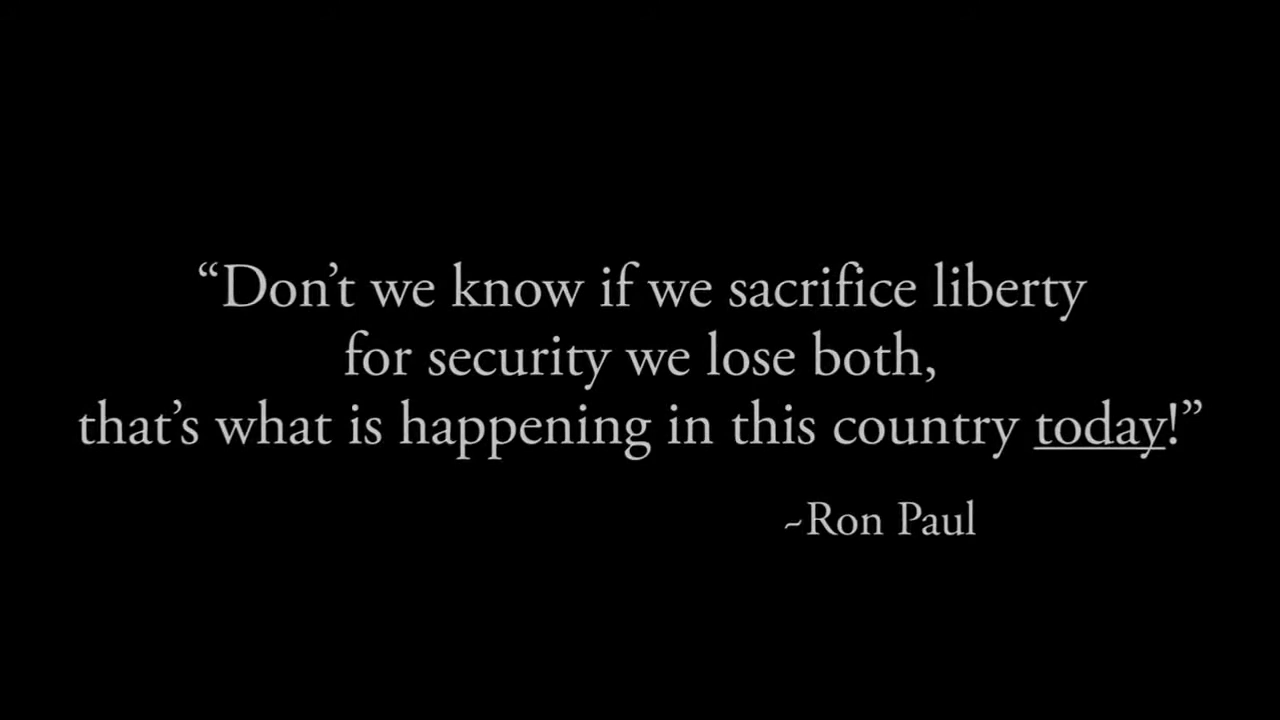 “Don’t we know if we sacrifice liberty
for security we lose both,
that’s what is happening in this country today!”
~Ron Paul